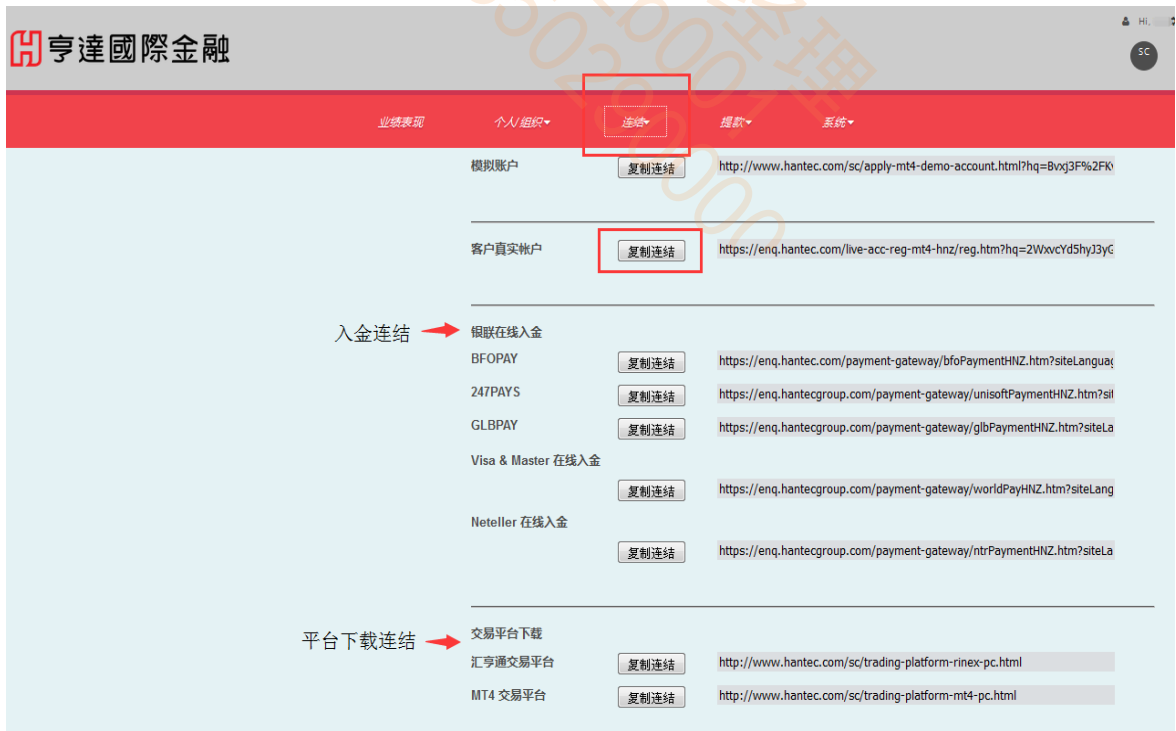 Hi,
亨達國際金融
SC
业绩表现 个人/组织 连结 提款 系统
模拟账户 复制连结 http://www.hantec.com/sc/apply-mt4-demo-account.html?hq=Bvxj3F%2FK
客户真实帐户 复制连结 https://enq.hantec.com/live-acc-reg-mt4-hnz/reg.htm?hq=2WxvcYd5hyJ3yG
入金连结 银联在线入金
BFOPAY 复制连结 https://enq.hantec.com/payment-gateway/bfoPaymentHNZ.htm?siteLanguag
247PAYS 复制连结 https://enq.hantecgroup.com/payment-gateway/unisoftPaymentHNZ.htm?sit
GLBPAY 复制连结 https://enq.hantecgroup.com/payment-gateway/glbPaymentHNZ.htm?siteLa
Visa & Master 在线入金
复制连结 https://enq.hantecgroup.com/payment-gateway/worldPayHNZ.htm?siteLang
Neteller 在线入金
复制连结 https://enq.hantecgroup.com/payment-gateway/ntrPaymentHNZ.htm?siteLa
平台下载连结 交易平台下载
汇亨通交易平台 复制连结 http://www.hantec.com/sc/trading-platform-rinex-pc.html
MT4 交易平台 复制连结 http://www.hantec.com/sc/trading-platform-mt4-pc.html